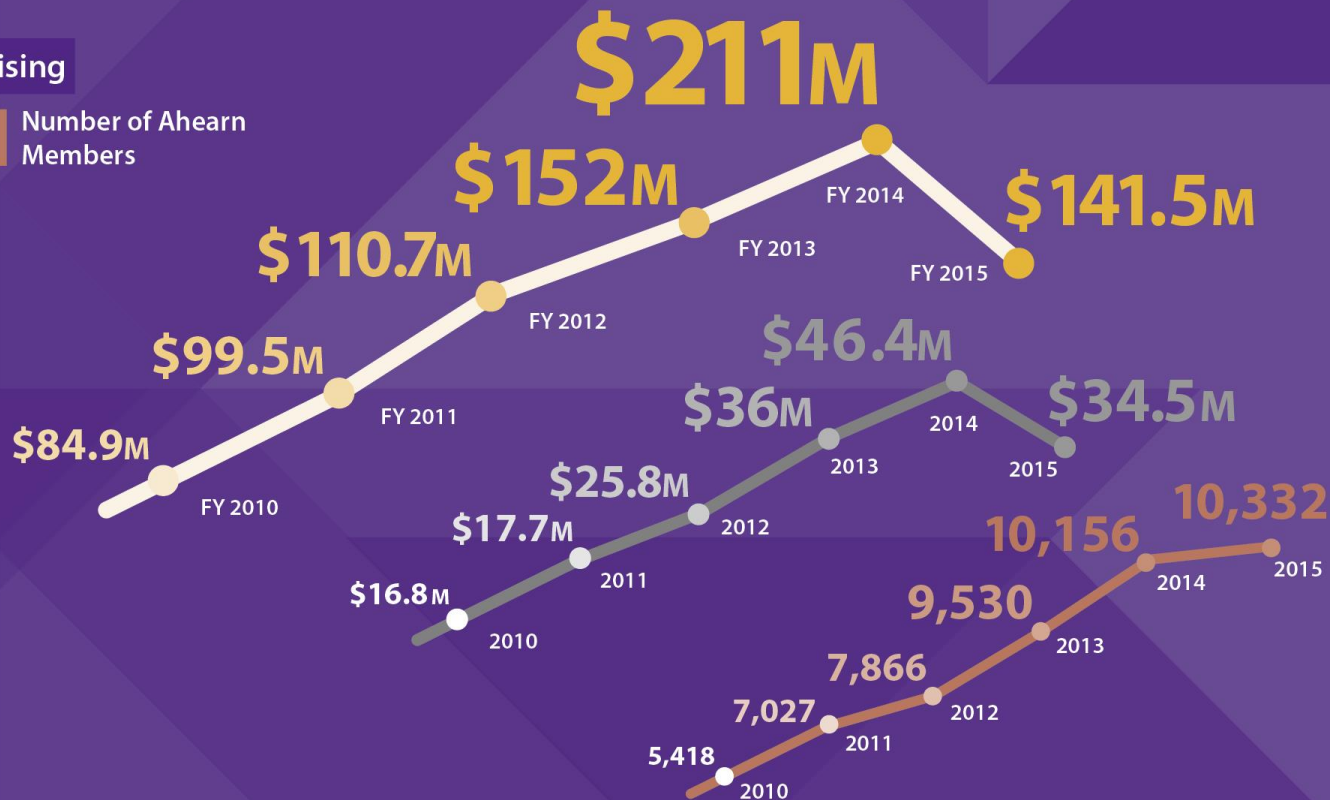 ising
Number of Ahearn
Members
$211M
$152M
FY 2014
$141.5M
$110.7M
FY 2013
FY 2015
FY 2012
$99.5M
$46.4M
FY 2011
$36M
2014
$34.5M
$84.9M
2013
2015
FY 2010
$25.8M
2012
$17.7M
10,156
10,332
2011
2014
2015
$16.8M
9,530
2010
2013
7,866
2012
7,027
2011
5,418
2010